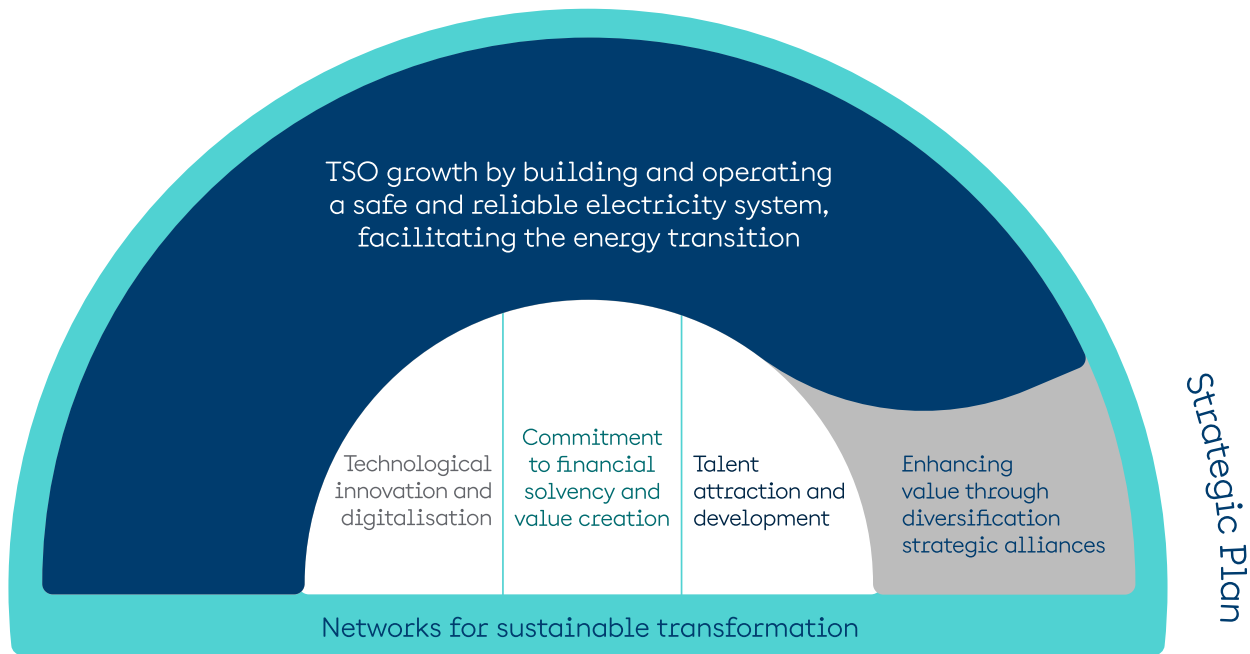 TSO growth by building and operating
a safe and reliable electricity system,
facilitating the energy transition
Technological
innovation and
digitalisation
Commitment
to financial
solvency and
value creation
Talent
attraction and
development
Enhancing
value through
diversification
strategic alliances
Networks for sustainable transformation
Strategic Plan